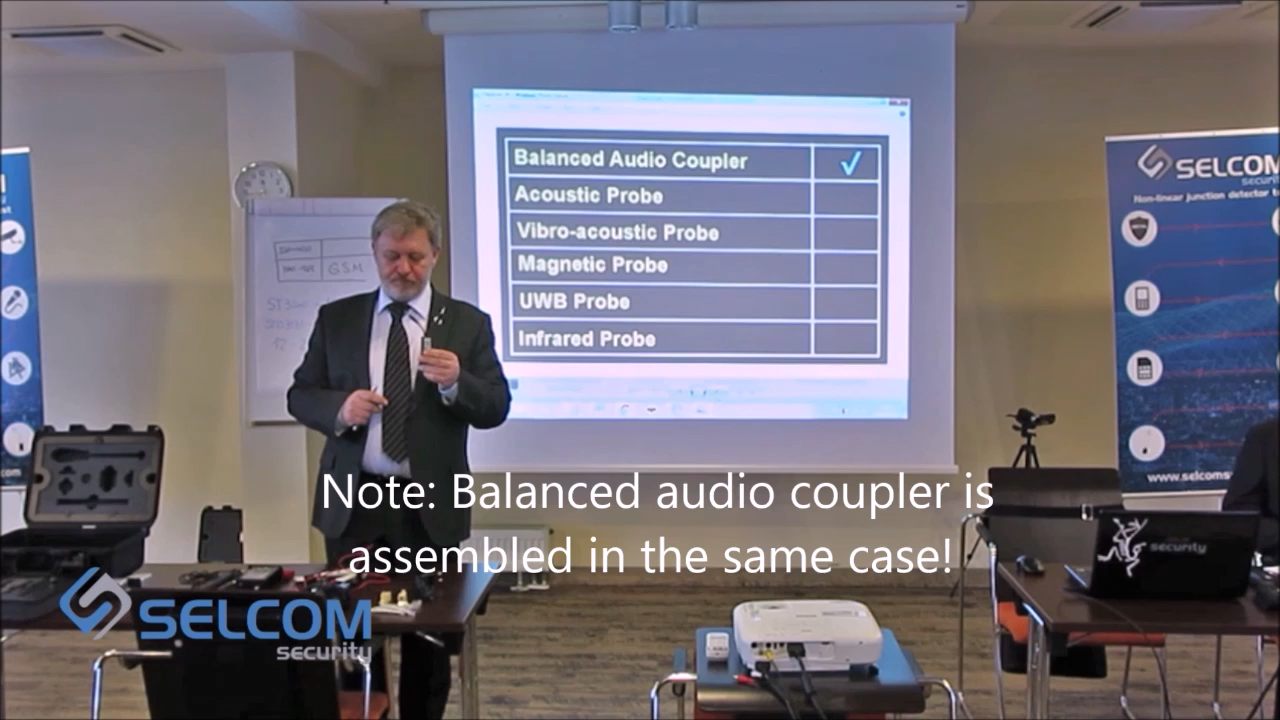 Balanced Audio Coupler ✓
Acoustic Probe
Vibro-acoustic Probe
Magnetic Probe
UWB Probe
Infrared Probe
GSM
SELCOM
Non-linear junction detector
www.selcoms
security
Note: Balanced audio coupler is
assembled in the same case!
SELCOM
security